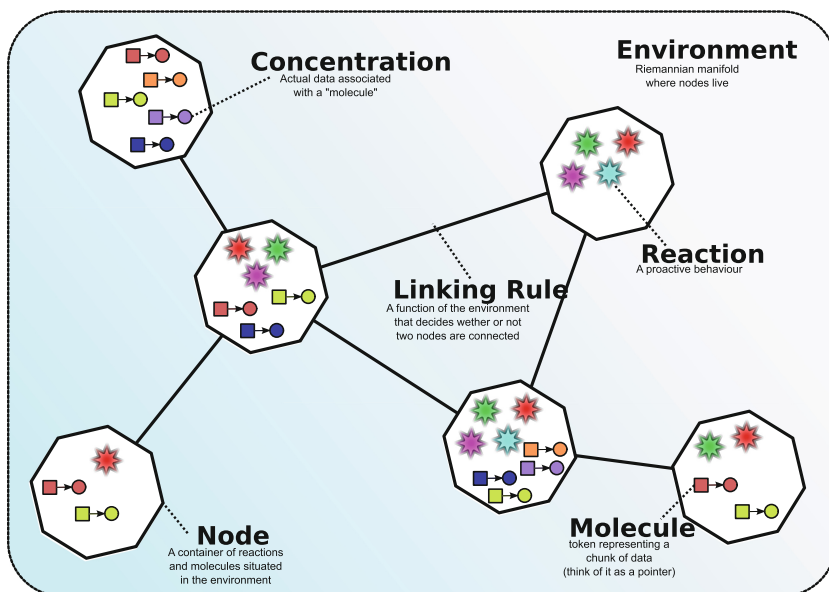 Concentration
Actual data associated
with a "molecule"
Environment
Riemannian manifold
where nodes live
Reaction
A proactive behaviour
Linking Rule
A function of the environment
that decides wether or not
two nodes are connected
Node
A container of reactions
and molecules situated
in the environment
Molecule
token representing a
chunk of data
(think of it as a pointer)